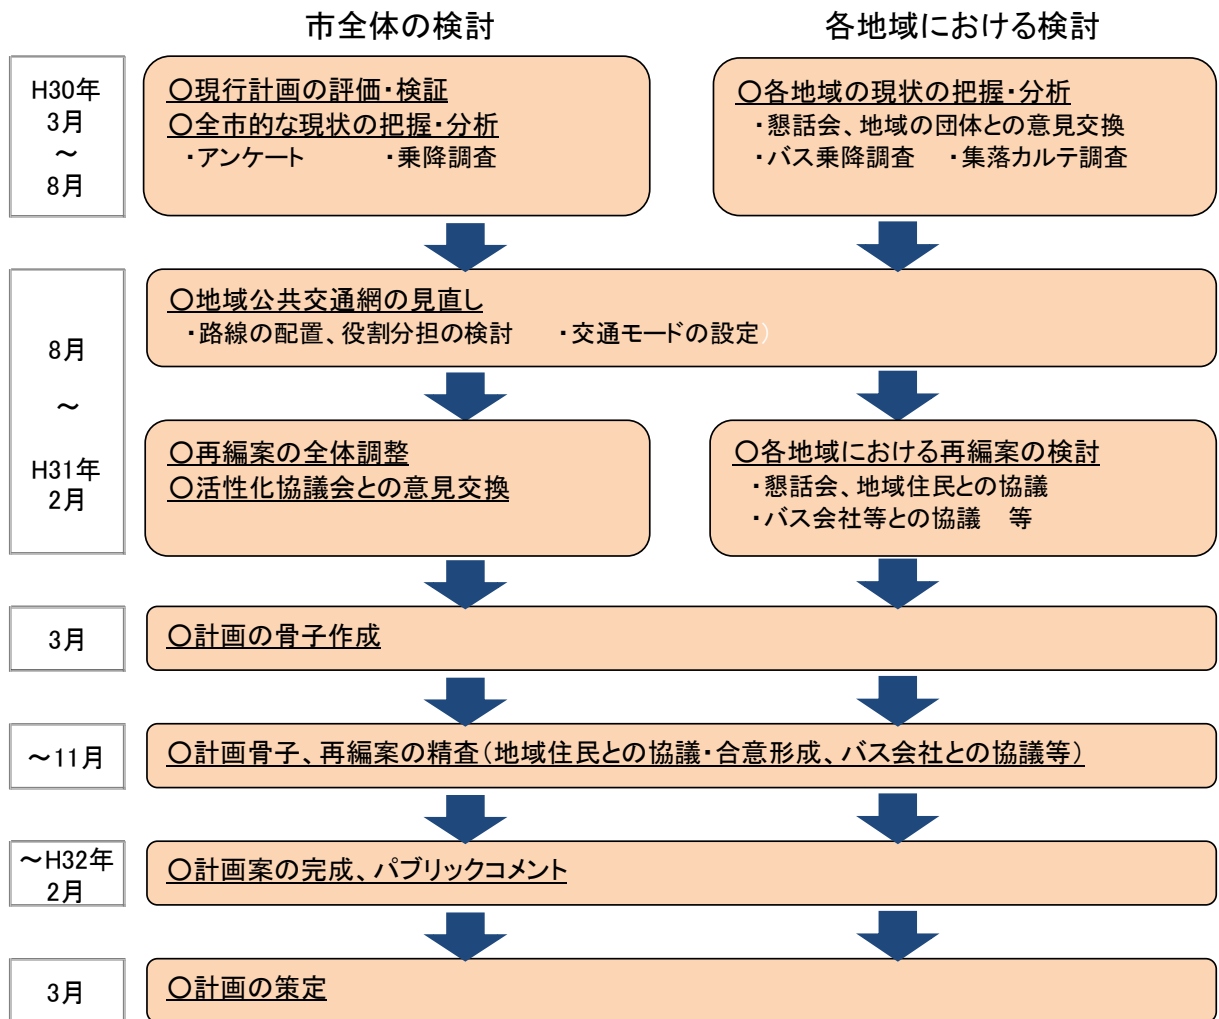 市全体の検討
各地域における検討
H30年
3月
～
8月
〇現行計画の評価・検証
〇全市的な現状の把握・分析
・アンケート　　　・乗降調査
〇各地域の現状の把握・分析
・懇話会、地域の団体との意見交換
・バス乗降調査　・集落カルテ調査
8月
～
H31年
2月
〇地域公共交通網の見直し
・路線の配置、役割分担の検討　　・交通モードの設定）
〇再編案の全体調整
〇活性化協議会との意見交換
〇各地域における再編案の検討
・懇話会、地域住民との協議
・バス会社等との協議　等
3月
〇計画の骨子作成
～11月
〇計画骨子、再編案の精査（地域住民との協議・合意形成、バス会社との協議等）
～H32年
2月
〇計画案の完成、パブリックコメント
3月
〇計画の策定